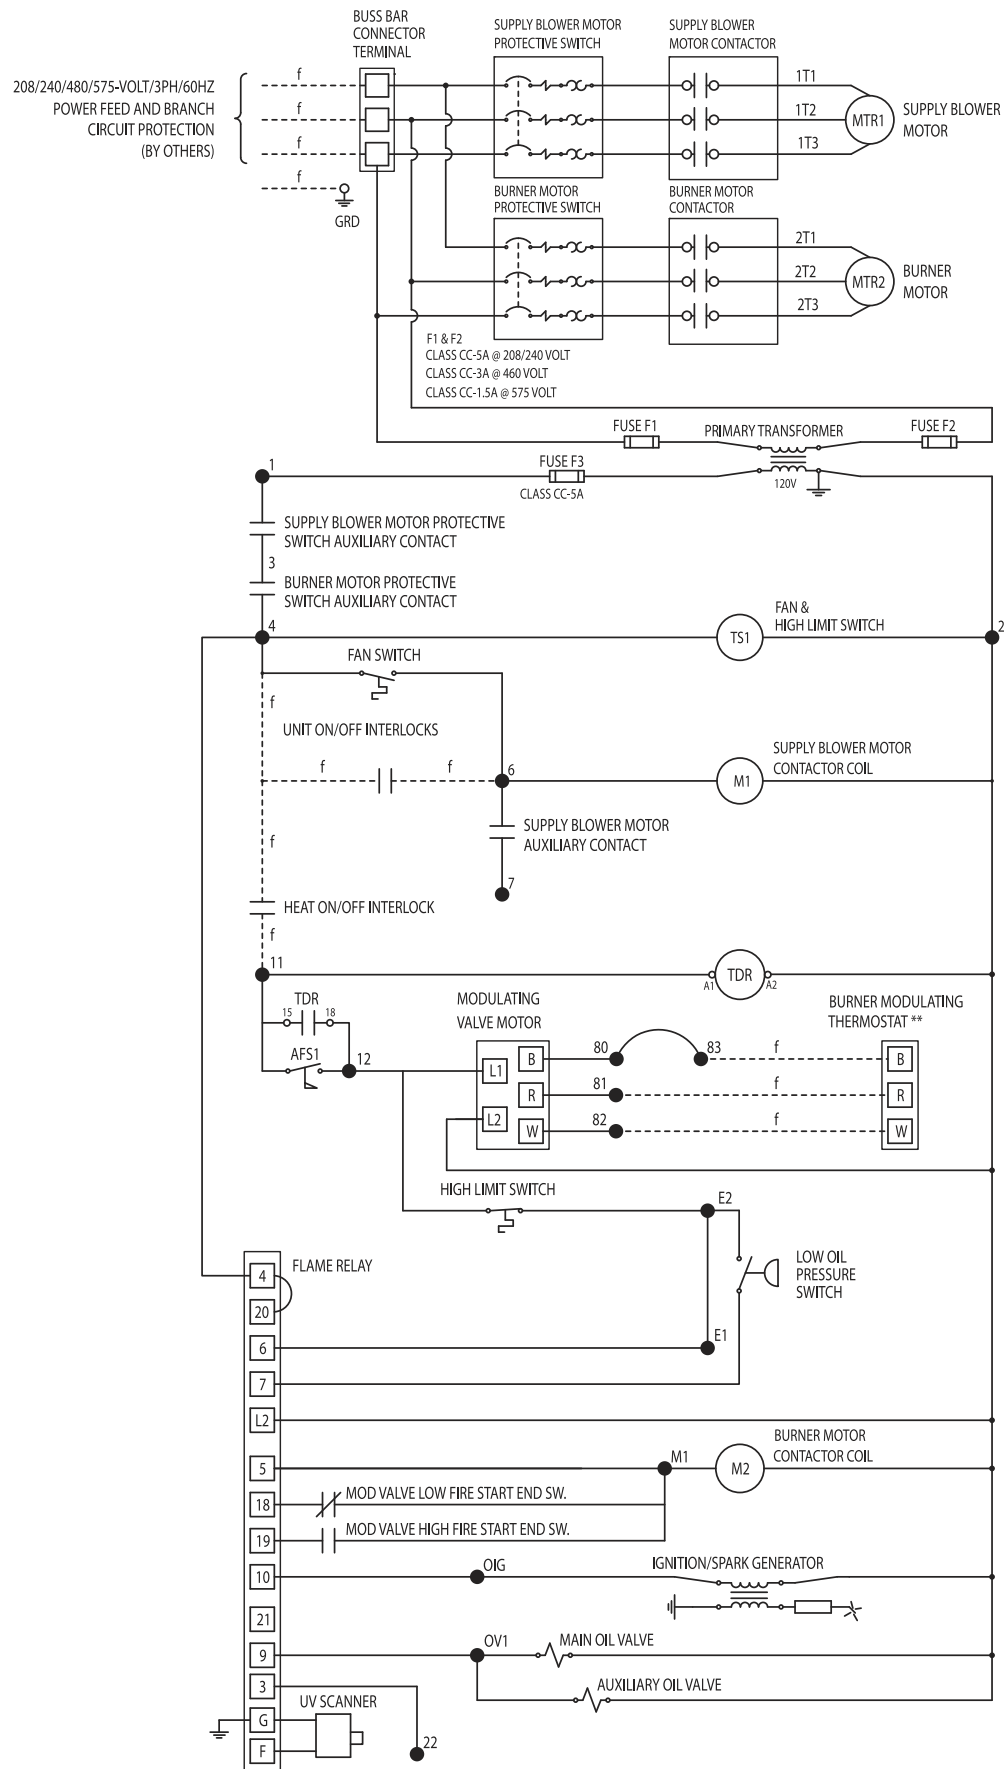 BUSS BAR
CONNECTOR
TERMINAL
SUPPLY BLOWER MOTOR
PROTECTIVE SWITCH
SUPPLY BLOWER
MOTOR CONTACTOR
208/240/480/575-VOLT/3PH/60HZ
POWER FEED AND BRANCH
CIRCUIT PROTECTION
(BY OTHERS)
f
f
f
f
GRD
1T1
1T2
1T3
MTR1
SUPPLY BLOWER
MOTOR
BURNER MOTOR
PROTECTIVE SWITCH
BURNER MOTOR
CONTACTOR
2T1
2T2
2T3
MTR2
BURNER
MOTOR
F1 & F2
CLASS CC-5A @ 208/240 VOLT
CLASS CC-3A @ 460 VOLT
CLASS CC-1.5A @ 575 VOLT
FUSE F1
PRIMARY TRANSFORMER
FUSE F2
1
FUSE F3
CLASS CC-5A
120V
SUPPLY BLOWER MOTOR PROTECTIVE
SWITCH AUXILIARY CONTACT
3
BURNER MOTOR PROTECTIVE
SWITCH AUXILIARY CONTACT
4
TS1
FAN &
HIGH LIMIT SWITCH
2
FAN SWITCH
f
UNIT ON/OFF INTERLOCKS
f
f
6
M1
SUPPLY BLOWER MOTOR
CONTACTOR COIL
f
SUPPLY BLOWER MOTOR
AUXILIARY CONTACT
7
HEAT ON/OFF INTERLOCK
f
11
A1
TDR
A2
TDR
15
18
AFS1
12
MODULATING
VALVE MOTOR
L1
L2
B
R
W
80
83
81
82
f
f
f
BURNER MODULATING
THERMOSTAT **
B
R
W
HIGH LIMIT SWITCH
E2
LOW OIL
PRESSURE
SWITCH
FLAME RELAY
4
20
6
E1
7
L2
5
M1
M2
BURNER MOTOR
CONTACTOR COIL
18
MOD VALVE LOW FIRE START END SW.
19
MOD VALVE HIGH FIRE START END SW.
10
OIG
IGNITION/SPARK GENERATOR
21
9
OV1
MAIN OIL VALVE
3
AUXILIARY OIL VALVE
G
UV SCANNER
F
22